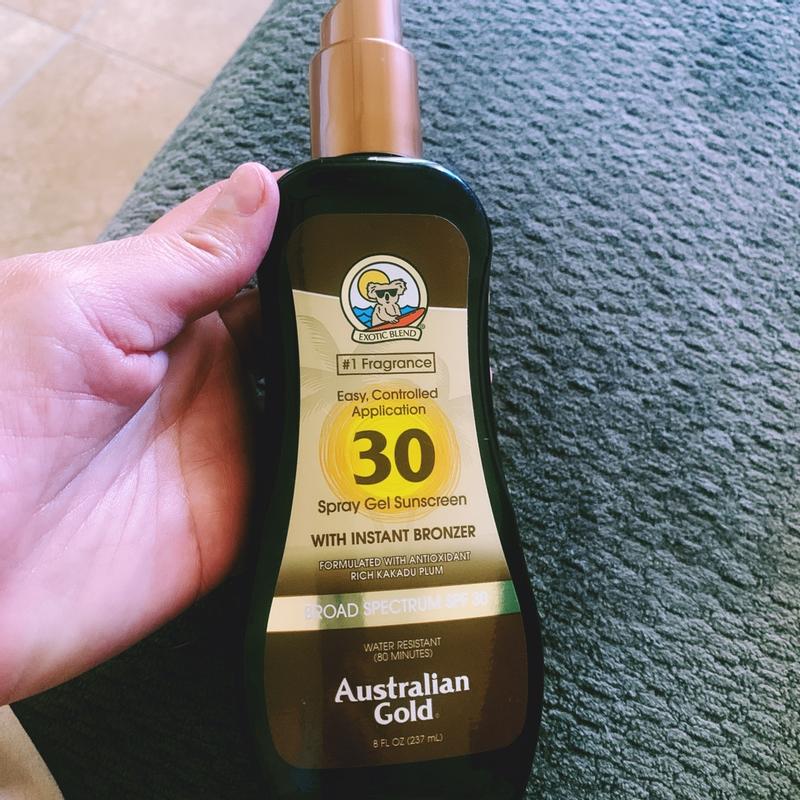 EXOTIC BLEND
#1 Fragrance
Easy, Controlled
Application
30
Spray Gel Sunscreen
WITH INSTANT BRONZER
FORMULATED WITH ANTIOXIDANT
RICH KAKADU PLUM
BROAD SPECTRUM SPF 30
WATER RESISTANT
(80 MINUTES)
Australian
Gold®
8 FL OZ (237 mL)